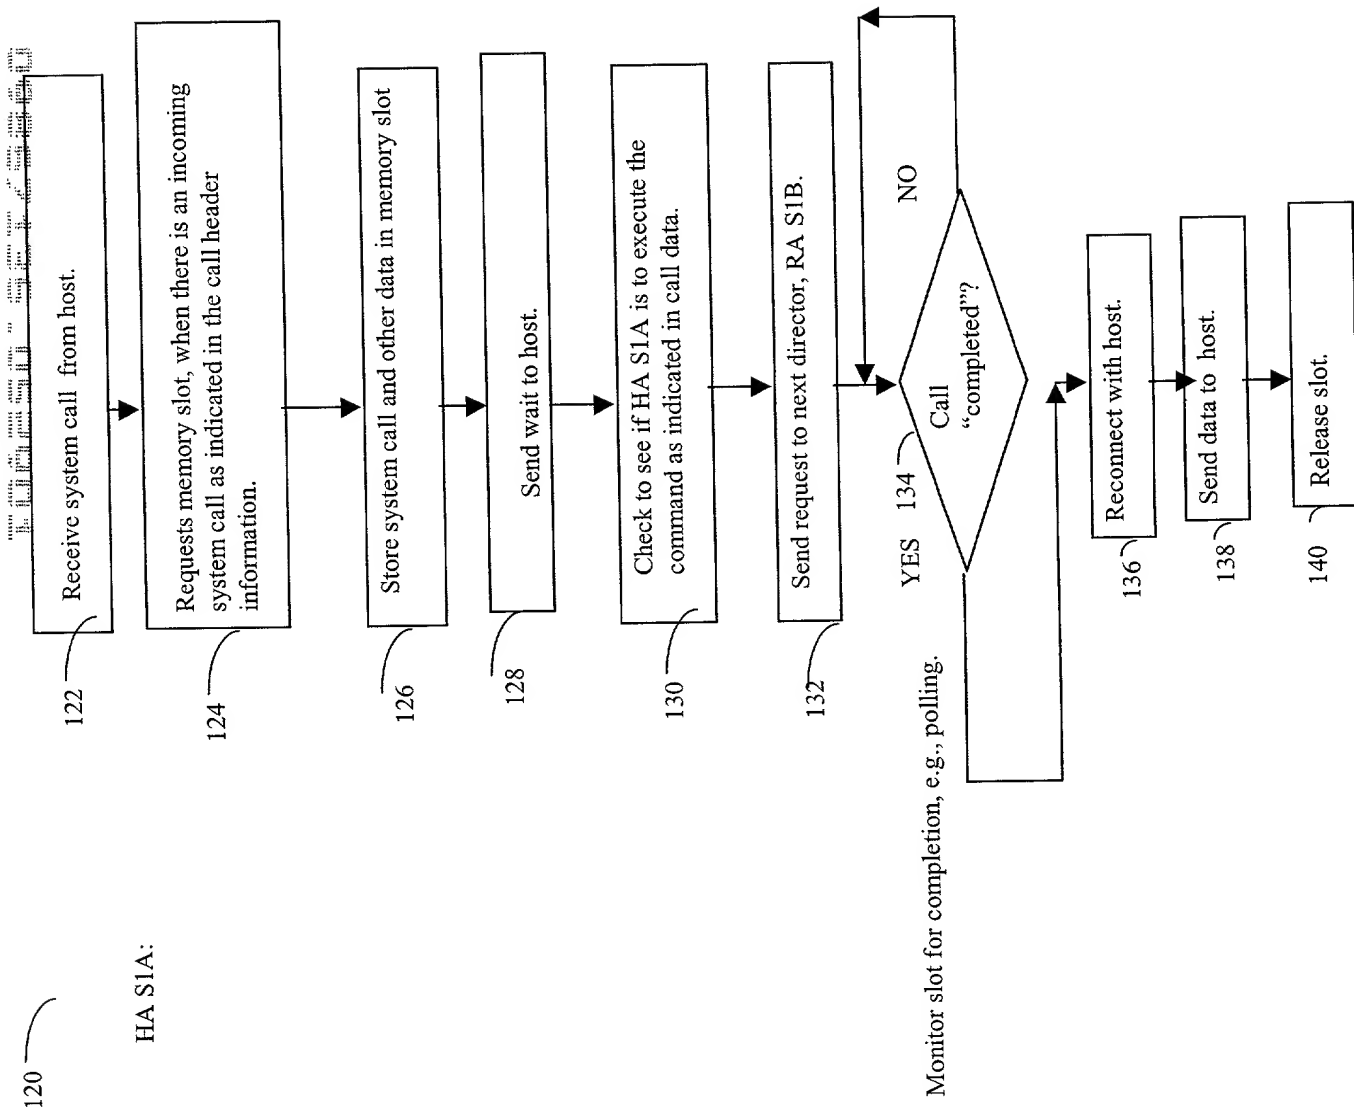 120
HA S1A:
122
Receive system call from host.
124
Requests memory slot, when there is an incoming
system call as indicated in the call header
information.
126
Store system call and other data in memory slot
128
Send wait to host.
130
Check to see if HA S1A is to execute the
command as indicated in call data.
132
Send request to next director, RA S1B.
Monitor slot for completion, e.g., polling.
YES
134
Call
“completed”?
NO
136
Reconnect with host.
138
Send data to host.
140
Release slot.